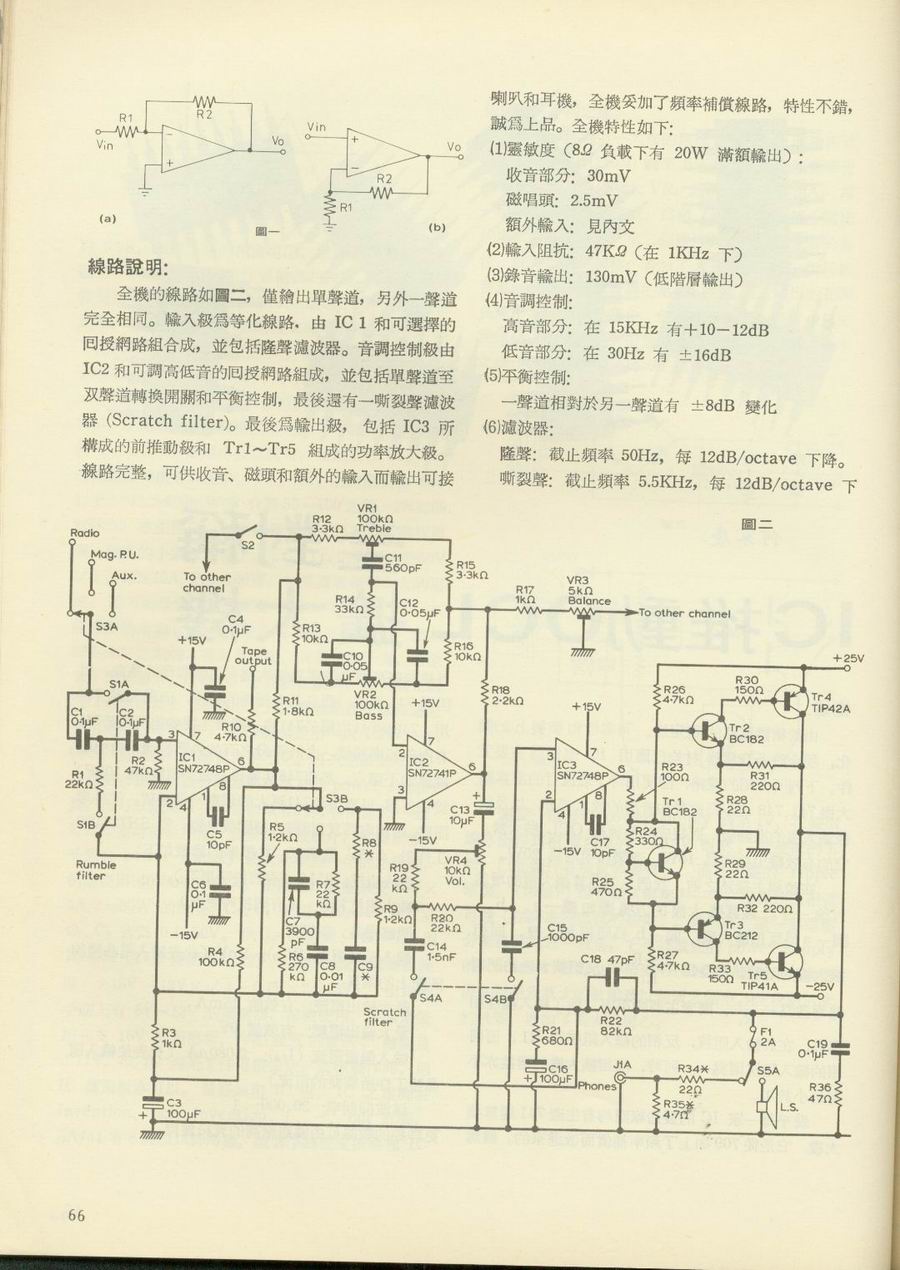 R1
R2
Vin
Vo
(a)
Vin
Vo
R2
R1
(b)
圖一
線路說明:
全機的線路如圖二，僅繪出單聲道，另外一聲道
完全相同。輸入級爲等化線路．由 IC 1 和可選擇的
囘授網路組合成，並包括隆聲濾波器。音調控制級由
IC2 和可調高低音的囘授網路組成，並包括單聲道至
双聲道轉換開關和平衡控制，最後還有一嘶裂聲濾波
器 (Scratch filter)。最後爲輸出級，包括 IC3 所
構成的前推動級和 Tr1～Tr5 組成的功率放大級。
線路完整，可供收音、磁頭和額外的輸入而輸出可接
喇叭和耳機，全機妥加了頻率補償線路，特性不錯，
誠爲上品。全機特性如下:
(1)靈敏度（8Ω 負載下有 20W 滿額輸出）:
收音部分: 30mV
磁唱頭: 2.5mV
額外輸入: 見內文
(2)輸入阻抗: 47KΩ（在 1KHz 下）
(3)錄音輸出: 130mV（低階層輸出）
(4)音調控制:
高音部分: 在 15KHz 有＋10－12dB
低音部分: 在 30Hz 有 ±16dB
(5)平衡控制:
一聲道相對於另一聲道有 ±8dB 變化
(6)濾波器:
隆聲: 截止頻率 50Hz，每 12dB/octave 下降。
嘶裂聲: 截止頻率 5.5KHz，每 12dB/octave 下
圖二
Radio
Mag. P.U.
Aux.
S3A
S2
To other
channel
R12
3·3kΩ
VR1
100kΩ
Treble
C11
560pF
R15
3·3kΩ
R14
33kΩ
C12
0·05µF
R13
10kΩ
C10
0·05
µF
R16
10kΩ
VR2
100kΩ
Bass
R17
1kΩ
VR3
5kΩ
Balance
To other channel
+15V
C4
0·1µF
Tape
output
S1A
C1
0·1µF
C2
0·1µF
R10
4·7kΩ
R11
1·8kΩ
R1
22kΩ
R2
47kΩ
3
7
IC1
SN72748P
6
2
4
1
8
C5
10pF
S1B
Rumble
filter
C6
0·1
µF
−15V
R4
100kΩ
R3
1kΩ
C3
100µF
+
R5
1·2kΩ
S3B
R8
*
R7
22
kΩ
C7
3900
pF
R6
270
kΩ
C8
0·01
µF
C9
*
R9
1·2kΩ
+15V
2
7
IC2
SN72741P
6
3
4
−15V
R18
2·2kΩ
C13
10µF
+
VR4
10kΩ
Vol.
R19
22
kΩ
R20
22kΩ
C14
1·5nF
C15
1000pF
S4A
S4B
Scratch
filter
+15V
3
7
IC3
SN72748P
6
2
4
1
8
−15V
C17
10pF
R26
4·7kΩ
R23
100Ω
Tr1
BC182
R24
330Ω
R25
470Ω
R27
4·7kΩ
Tr2
BC182
R30
150Ω
Tr4
TIP42A
+25V
R31
220Ω
R28
22Ω
R29
22Ω
R32 220Ω
Tr3
BC212
R33
150Ω
Tr5
TIP41A
−25V
C18 47pF
R22
82kΩ
R21
680Ω
C16
100µF
+
J1A
Phones
R34*
22Ω
R35*
4·7Ω
F1
2A
S5A
L.S.
C19
0·1µF
R36
47Ω
66